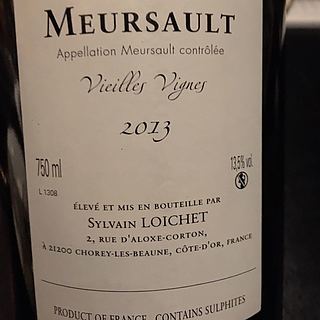 MEURSAULT
Appellation Meursault contrôlée
Vieilles Vignes
2013
750 ml
13,5% vol.
L 1308
ÉLEVÉ ET MIS EN BOUTEILLE PAR
SYLVAIN LOICHET
2, RUE D'ALOXE-CORTON,
À 21200 CHOREY-LES-BEAUNE, CÔTE-D'OR, FRANCE
PRODUCT OF FRANCE - CONTAINS SULPHITES